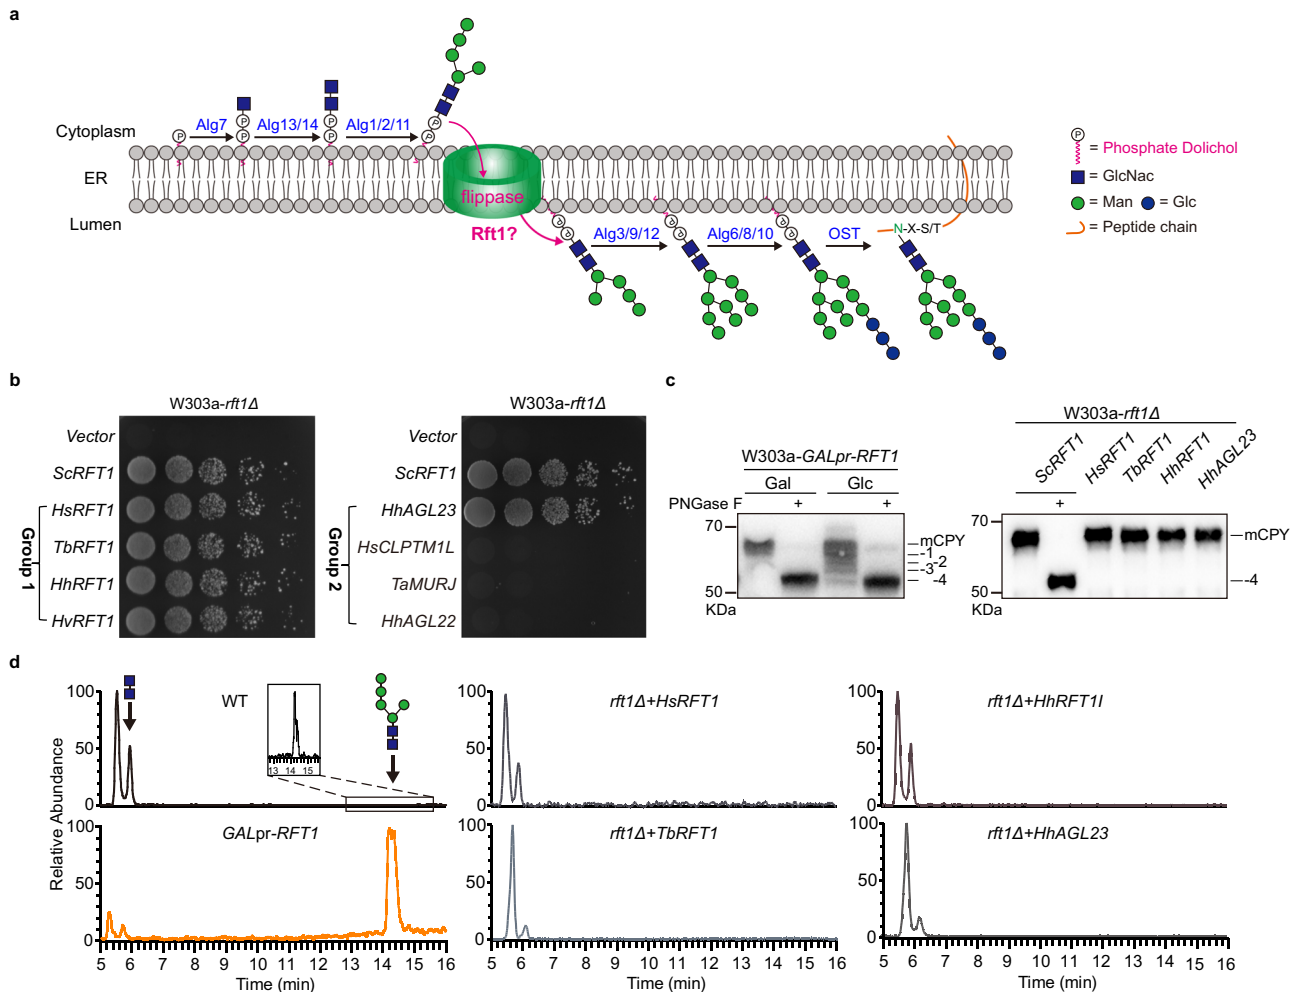 a
Cytoplasm
ER
Lumen
Alg7
Alg13/14
Alg1/2/11
P
P
P
P
P
P
P
P
flippase
Rft1?
P
P
Alg3/9/12
P
P
Alg6/8/10
P
P
OST
N-X-S/T
P
= Phosphate Dolichol
= GlcNac
= Man
= Glc
= Peptide chain
b
W303a-rft1Δ
Vector
ScRFT1
HsRFT1
TbRFT1
HhRFT1
HvRFT1
Group 1
W303a-rft1Δ
Vector
ScRFT1
HhAGL23
HsCLPTM1L
TaMURJ
HhAGL22
Group 2
c
W303a-GALpr-RFT1
Gal
Glc
PNGase F
+
+
70
50
KDa
mCPY
-1
-2
-3
-4
W303a-rft1Δ
ScRFT1
HsRFT1
TbRFT1
HhRFT1
HhAGL23
+
70
50
KDa
mCPY
-4
d
Relative Abundance
100
50
0
WT
13 14 15
100
50
0
GALpr-RFT1
5 6 7 8 9 10 11 12 13 14 15 16
Time (min)
100
50
0
rft1Δ+HsRFT1
100
50
0
rft1Δ+TbRFT1
5 6 7 8 9 10 11 12 13 14 15 16
Time (min)
100
50
0
rft1Δ+HhRFT1I
100
50
0
rft1Δ+HhAGL23
5 6 7 8 9 10 11 12 13 14 15 16
Time (min)